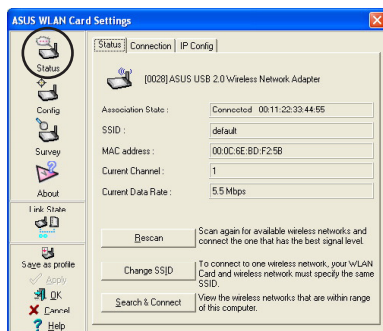 ASUS WLAN Card Settings
Status
Config
Survey
About
Link State
Save as profile
Apply
OK
Cancel
Help
Status Connection IP Config
[0028] ASUS USB 2.0 Wireless Network Adapter
Association State : Connected 00:11:22:33:44:55
SSID : default
MAC address : 00:0C:6E:BD:F2:5B
Current Channel : 1
Current Data Rate : 5.5 Mbps
Rescan
Scan again for available wireless networks and
connect the one that has the best signal level.
Change SSID
To connect to one wireless network, your WLAN
Card and wireless network must specify the same
SSID.
Search & Connect
View the wireless networks that are within range
of this computer.